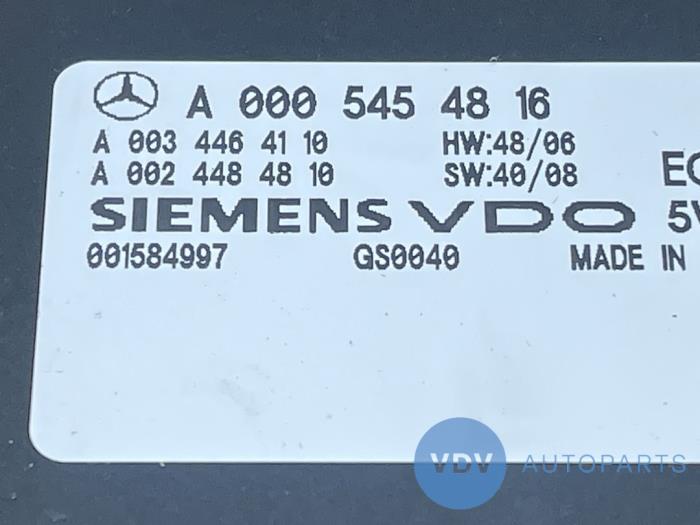 A 000 545 48 16
A 003 446 41 10 HW:48/06
A 002 448 48 10 SW:40/08 
SIEMENS VDO
001584997 GS0040 MADE IN
VDV AUTOPARTS